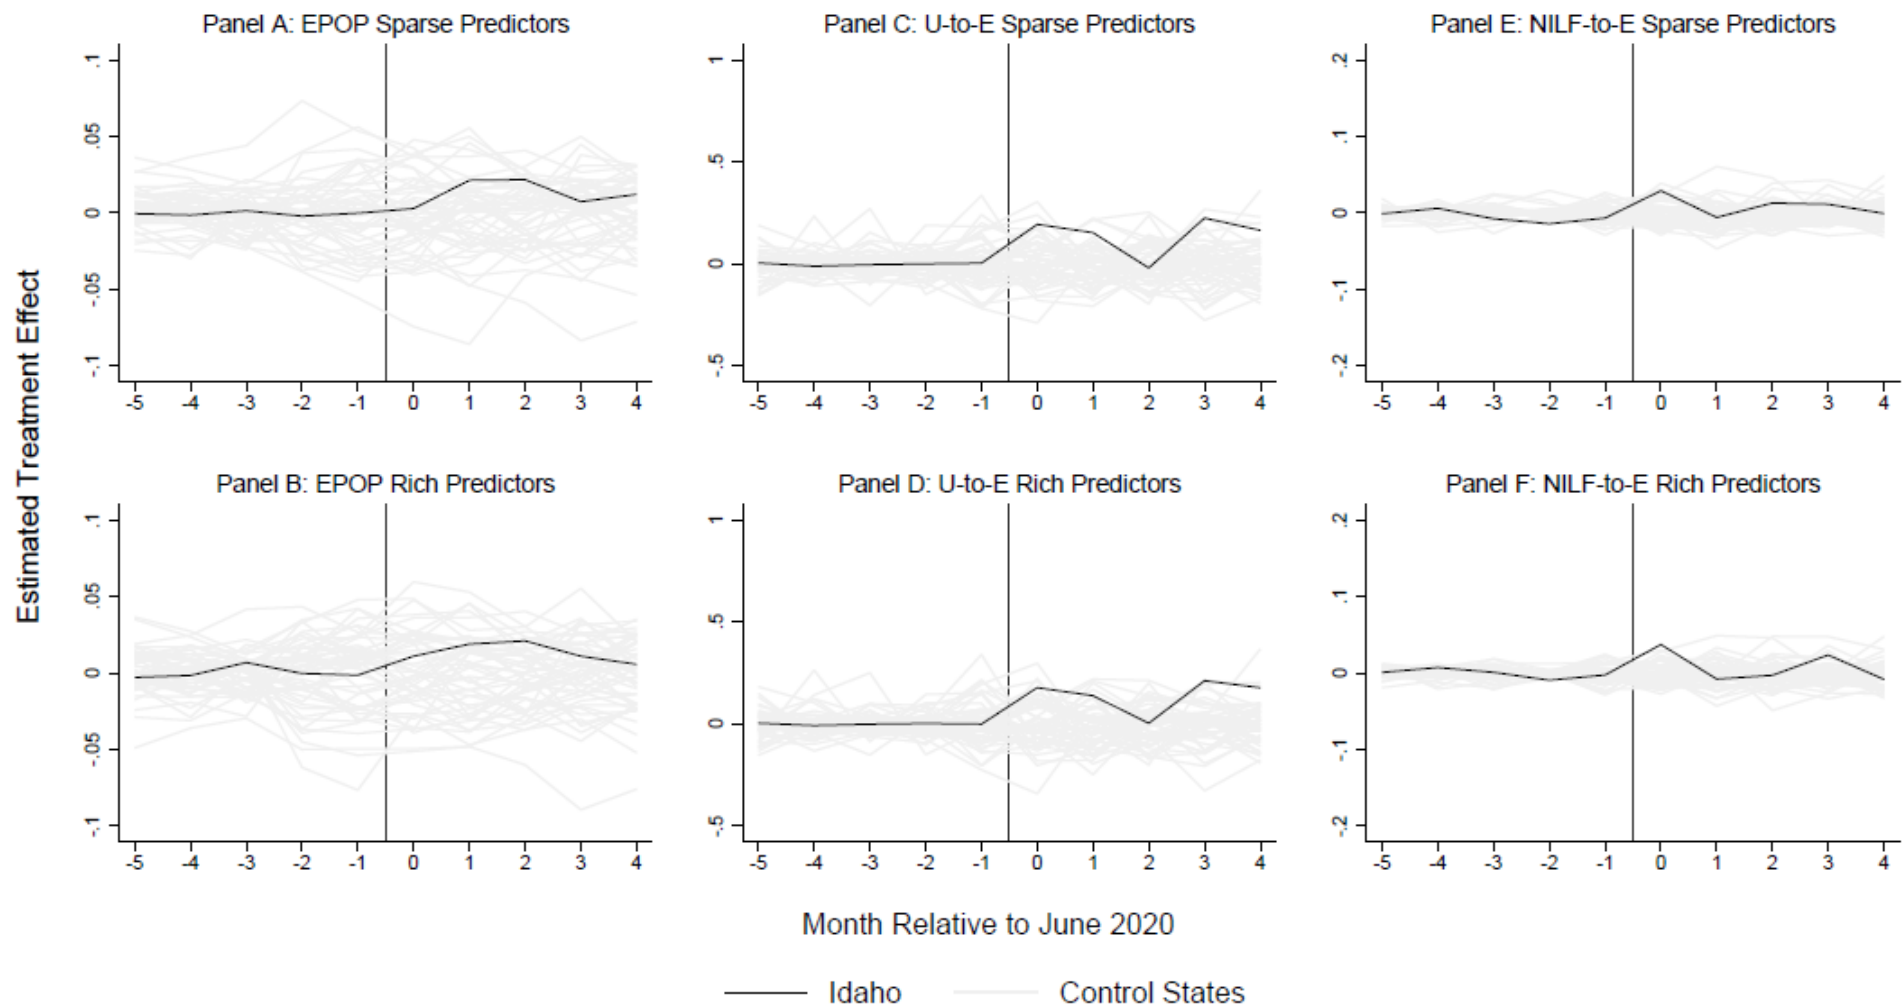 Estimated Treatment Effect
Panel A: EPOP Sparse Predictors
.1
.05
0
-.05
-.1
-5 -4 -3 -2 -1 0 1 2 3 4
Panel C: U-to-E Sparse Predictors
1
.5
0
-.5
-5 -4 -3 -2 -1 0 1 2 3 4
Panel E: NILF-to-E Sparse Predictors
.2
.1
0
-.1
-.2
-5 -4 -3 -2 -1 0 1 2 3 4
Panel B: EPOP Rich Predictors
.1
.05
0
-.05
-.1
-5 -4 -3 -2 -1 0 1 2 3 4
Panel D: U-to-E Rich Predictors
1
.5
0
-.5
-5 -4 -3 -2 -1 0 1 2 3 4
Panel F: NILF-to-E Rich Predictors
.2
.1
0
-.1
-.2
-5 -4 -3 -2 -1 0 1 2 3 4
Month Relative to June 2020
Idaho Control States